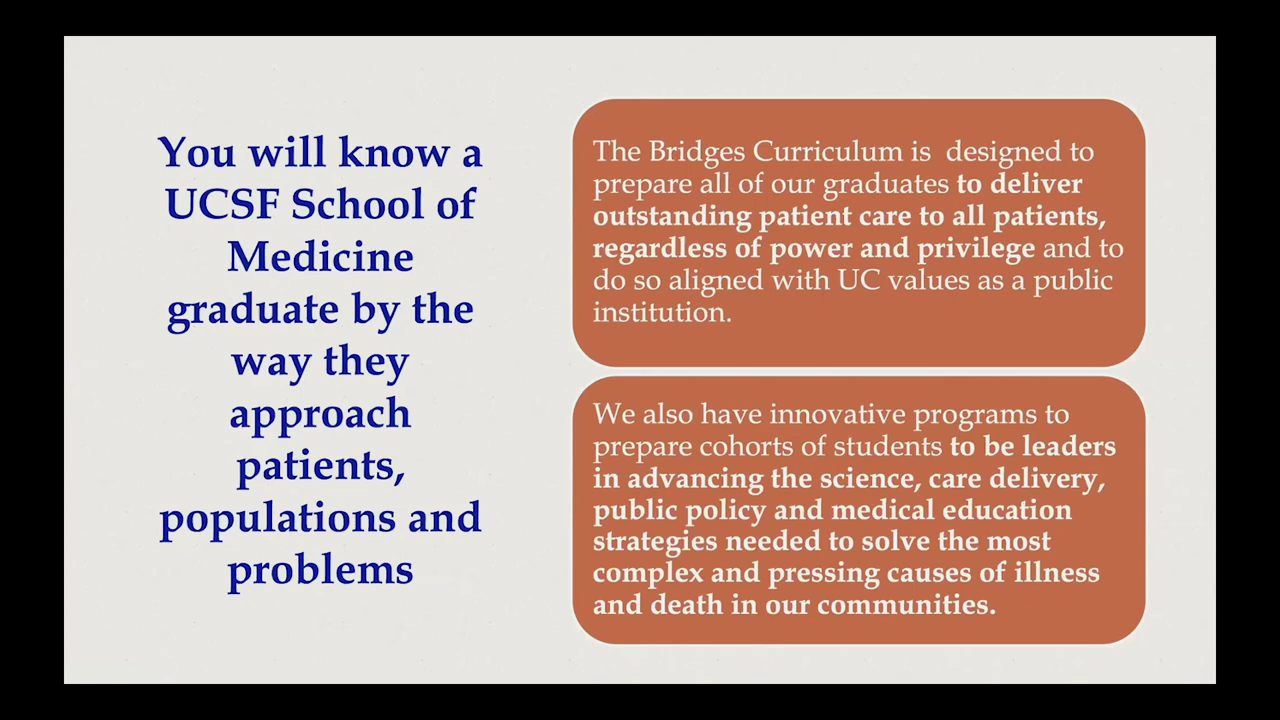 You will know a
UCSF School of
Medicine
graduate by the
way they
approach
patients,
populations and
problems
The Bridges Curriculum is  designed to
prepare all of our graduates to deliver
outstanding patient care to all patients,
regardless of power and privilege and to
do so aligned with UC values as a public
institution.
We also have innovative programs to
prepare cohorts of students to be leaders
in advancing the science, care delivery,
public policy and medical education
strategies needed to solve the most
complex and pressing causes of illness
and death in our communities.